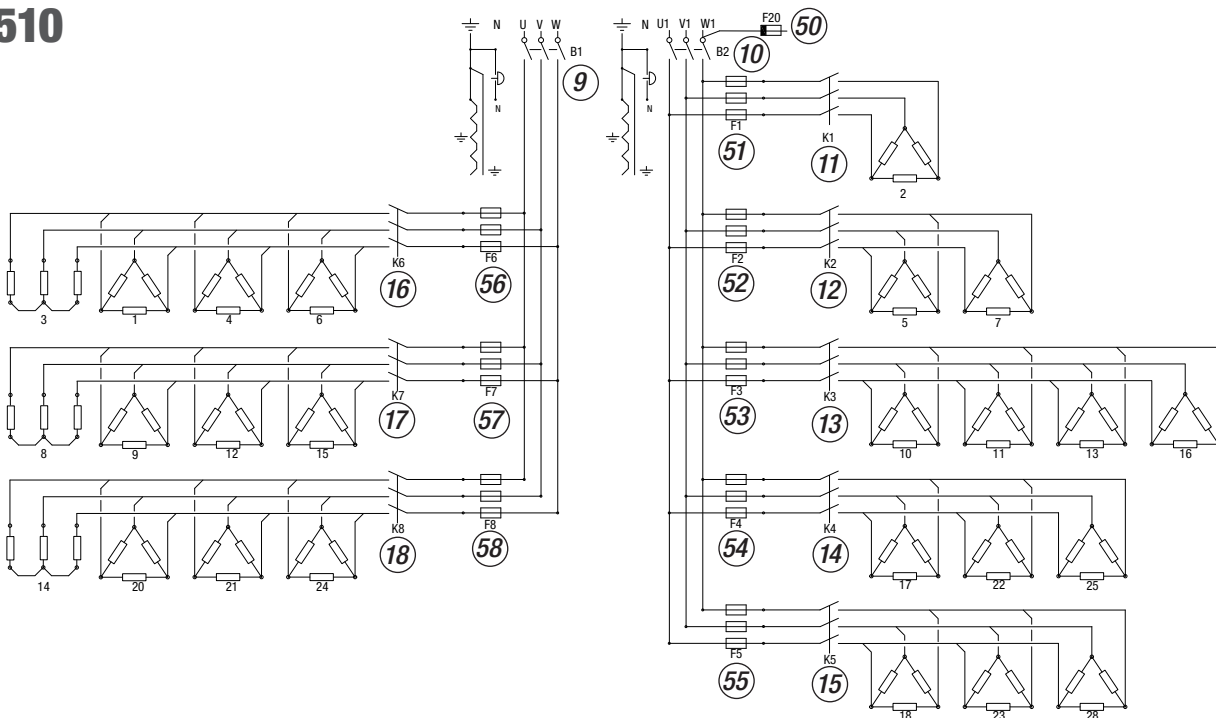 510
N U V W
B1
9
N
N U1 V1 W1
F20
50
B2
10
F1
51
K1
11
2
K6
16
F6
56
3 1 4 6
F2
52
K2
12
5 7
K7
17
F7
57
8 9 12 15
F3
53
K3
13
10 11 13 16
K8
18
F8
58
14 20 21 24
F4
54
K4
14
17 22 25
F5
55
K5
15
18 23 28
N